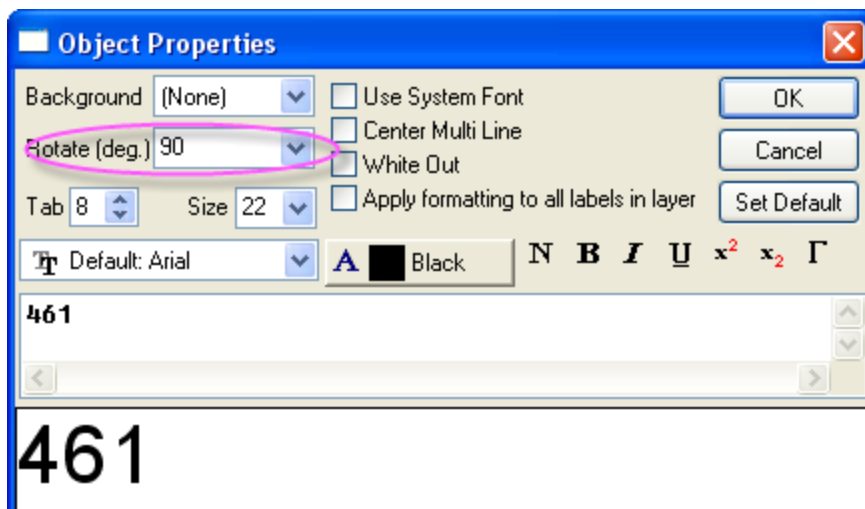 Object Properties
Background (None) Use System Font OK
Rotate (deg.) 90 Center Multi Line Cancel
White Out
Tab 8 Size 22 Apply formatting to all labels in layer Set Default
Default: Arial A Black N B I U x² x₂ Γ
461
461